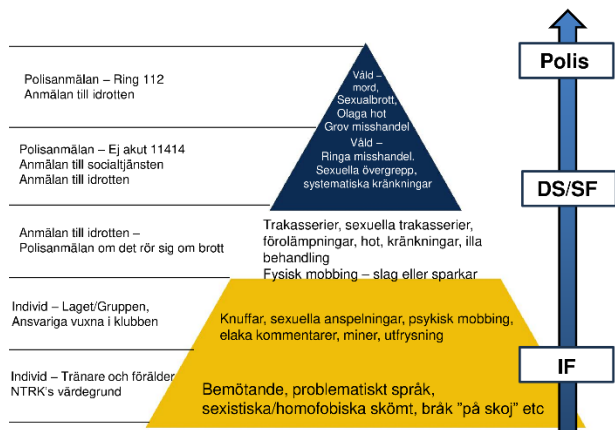 Polisanmälan – Ring 112
Anmälan till idrotten
Våld –
mord,
Sexualbrott,
Olaga hot
Grov misshandel
Polis
Polisanmälan – Ej akut 11414
Anmälan till socialtjänsten
Anmälan till idrotten
Våld –
Ringa misshandel.
Sexuella övergrepp,
systematiska kränkningar
DS/SF
Anmälan till idrotten –
Polisanmälan om det rör sig om brott
Trakasserier, sexuella trakasserier,
förolämpningar, hot, kränkningar, illa
behandling
Fysisk mobbing – slag eller sparkar
Individ – Laget/Gruppen,
Ansvariga vuxna i klubben
Knuffar, sexuella anspelningar, psykisk mobbing,
elaka kommentarer, miner, utfrysning
IF
Individ – Tränare och förälder
NTRK's värdegrund
Bemötande, problematiskt språk,
sexistiska/homofobiska skömt, bråk "på skoj" etc